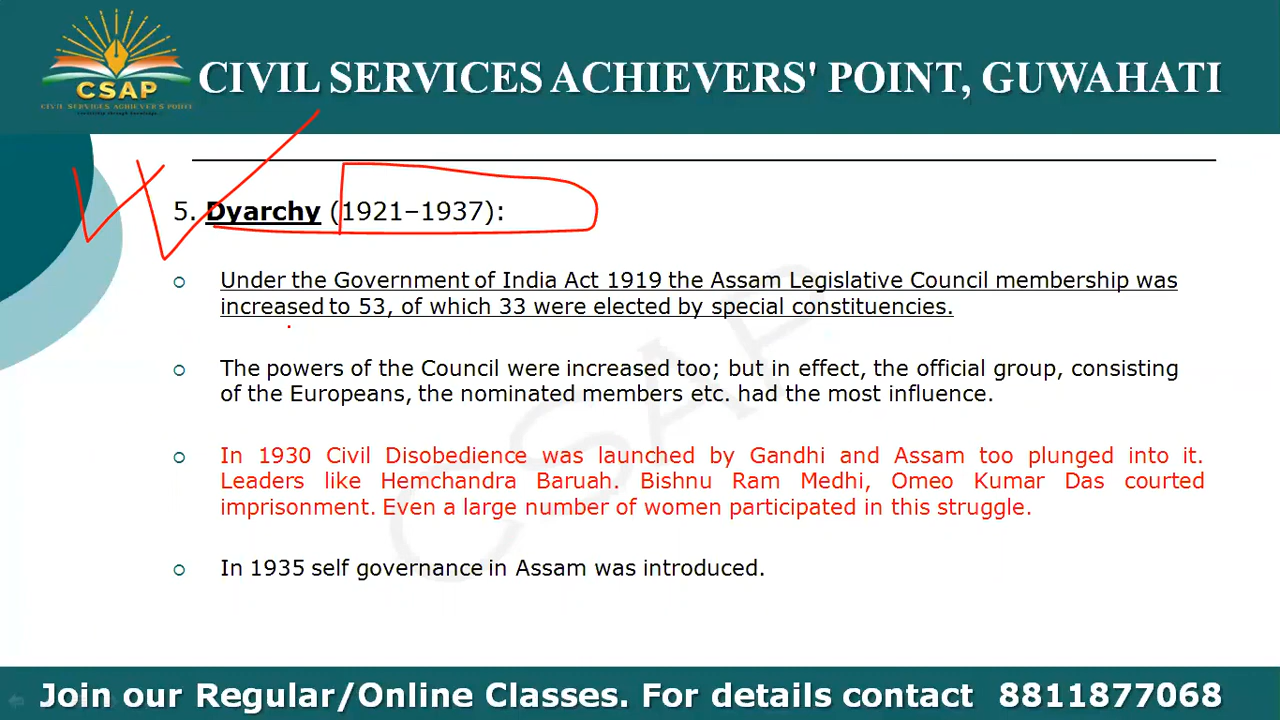 CSAP
CIVIL SERVICES ACHIEVER'S POINT
CIVIL SERVICES ACHIEVERS' POINT, GUWAHATI
5. Dyarchy (1921–1937):
Under the Government of India Act 1919 the Assam Legislative Council membership was
increased to 53, of which 33 were elected by special constituencies.
The powers of the Council were increased too; but in effect, the official group, consisting
of the Europeans, the nominated members etc. had the most influence.
In 1930 Civil Disobedience was launched by Gandhi and Assam too plunged into it.
Leaders like Hemchandra Baruah. Bishnu Ram Medhi, Omeo Kumar Das courted
imprisonment. Even a large number of women participated in this struggle.
In 1935 self governance in Assam was introduced.
CSAP
Join our Regular/Online Classes. For details contact 8811877068